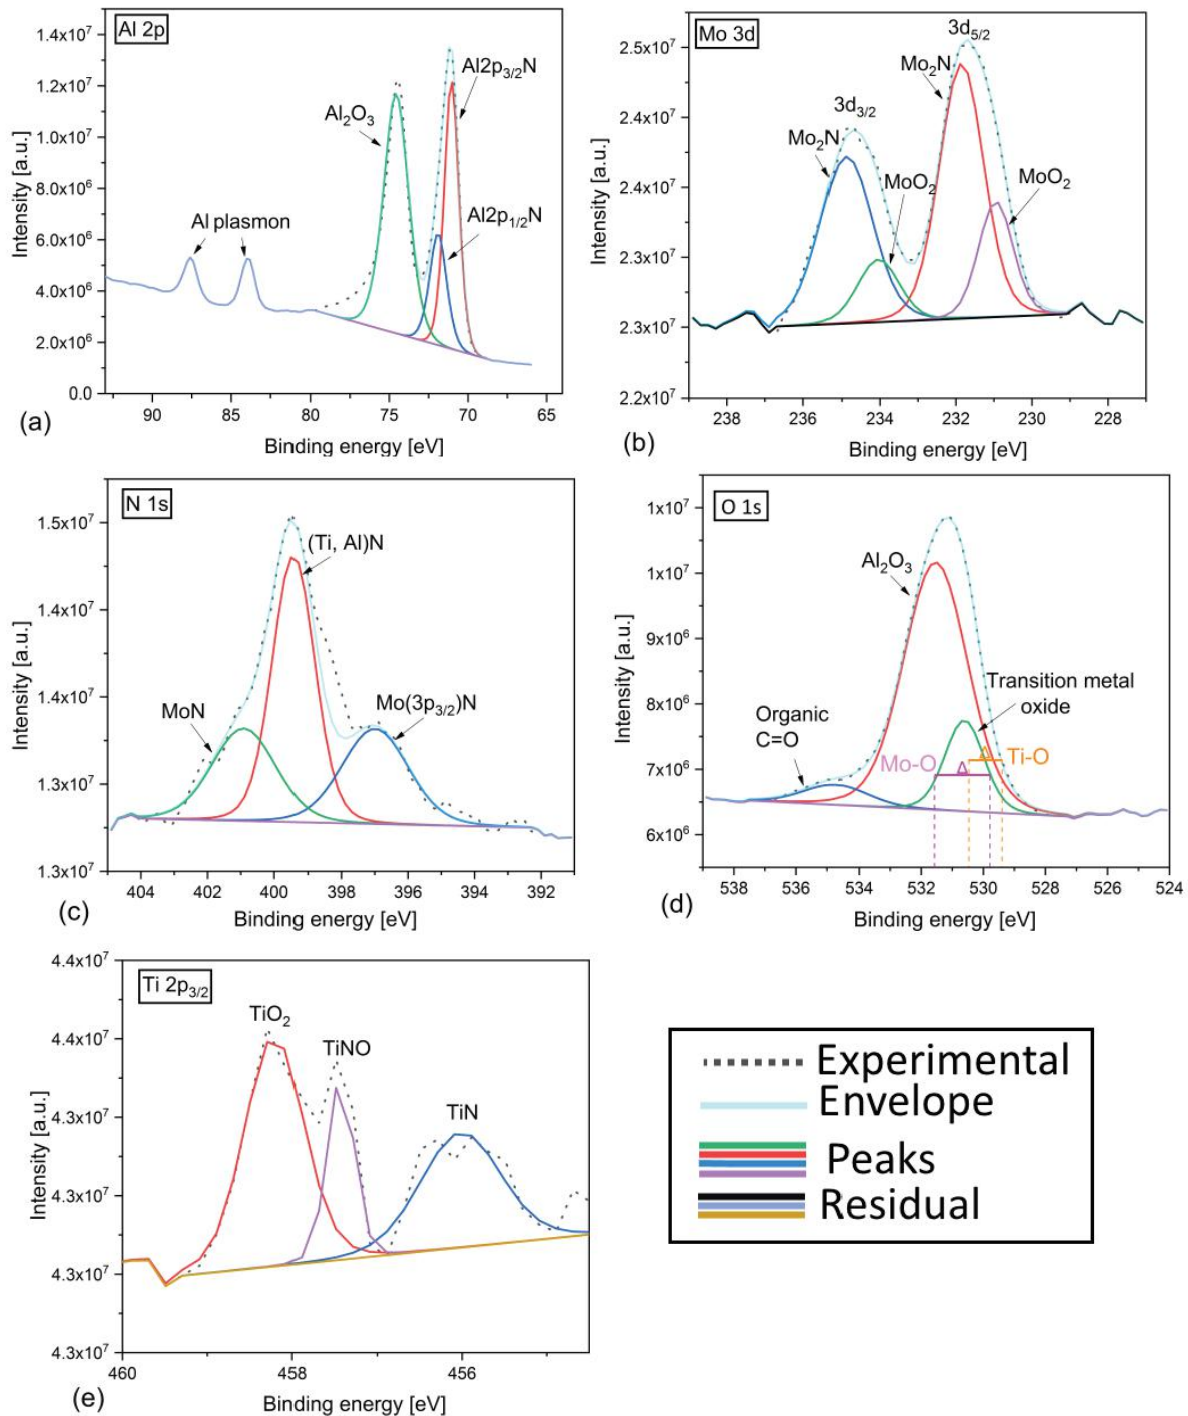 Al 2p
1.4x10⁷
1.2x10⁷
1.0x10⁷
8.0x10⁶
6.0x10⁶
4.0x10⁶
2.0x10⁶
0.0
Intensity [a.u.]
Al₂O₃
Al2p₃/₂N
Al2p₁/₂N
Al plasmon
90 85 80 75 70 65
Binding energy [eV]
(a)
Mo 3d
2.5x10⁷
2.4x10⁷
2.4x10⁷
2.3x10⁷
2.3x10⁷
2.2x10⁷
Intensity [a.u.]
3d₅/₂
Mo₂N
3d₃/₂
Mo₂N
MoO₂
MoO₂
238 236 234 232 230 228
Binding energy [eV]
(b)
N 1s
1.5x10⁷
1.4x10⁷
1.4x10⁷
1.3x10⁷
1.3x10⁷
Intensity [a.u.]
(Ti, Al)N
MoN
Mo(3p₃/₂)N
404 402 400 398 396 394 392
Binding energy [eV]
(c)
O 1s
1x10⁷
1x10⁷
9x10⁶
8x10⁶
7x10⁶
6x10⁶
Intensity [a.u.]
Al₂O₃
Transition metal
oxide
Organic
C=O
Mo-O
Δ
Δ
Ti-O
538 536 534 532 530 528 526 524
Binding energy [eV]
(d)
Ti 2p₃/₂
4.4x10⁷
4.4x10⁷
4.3x10⁷
4.3x10⁷
4.3x10⁷
4.3x10⁷
Intensity [a.u.]
TiO₂
TiNO
TiN
460 458 456
Binding energy [eV]
(e)
Experimental
Envelope
Peaks
Residual